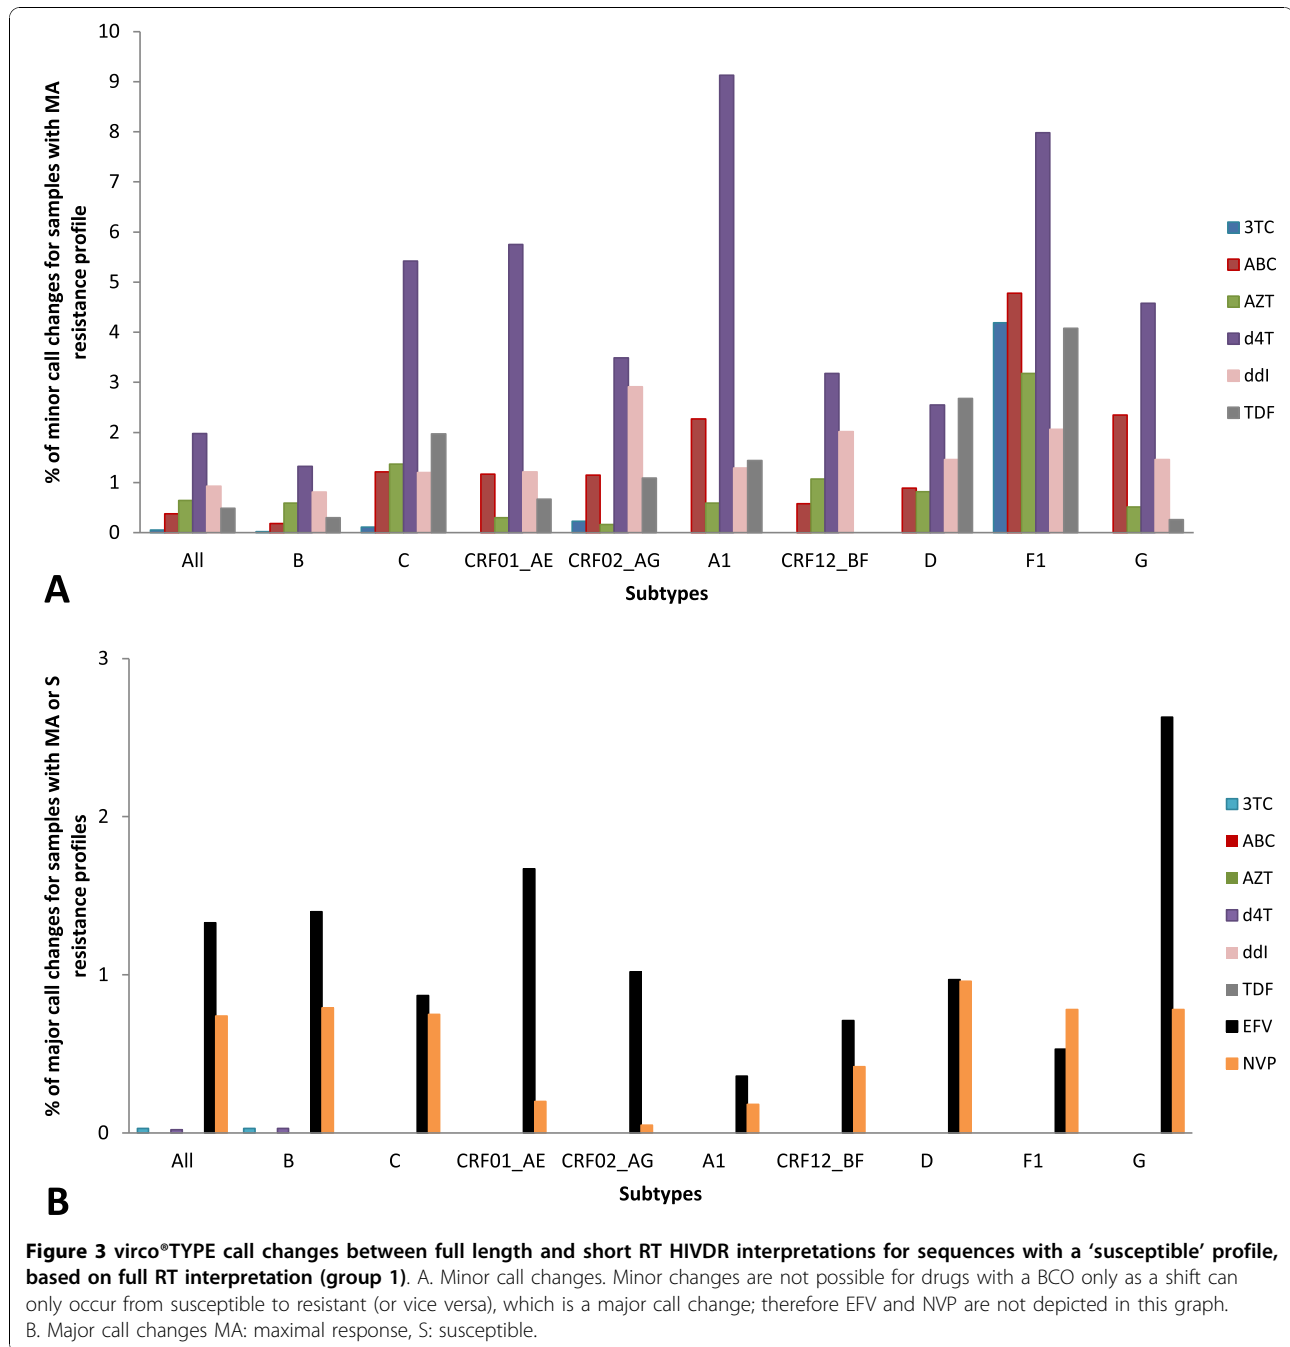 10
9
8
7
6
5
4
3
2
1
0
% of minor call changes for samples with MA
resistance profile
3TC
ABC
AZT
d4T
ddI
TDF
All B C CRF01_AE CRF02_AG A1 CRF12_BF D F1 G
Subtypes
A
3
2
1
0
% of major call changes for samples with MA or S
resistance profiles
3TC
ABC
AZT
d4T
ddI
TDF
EFV
NVP
All B C CRF01_AE CRF02_AG A1 CRF12_BF D F1 G
Subtypes
B
Figure 3 virco®TYPE call changes between full length and short RT HIVDR interpretations for sequences with a ‘susceptible’ profile,
based on full RT interpretation (group 1). A. Minor call changes. Minor changes are not possible for drugs with a BCO only as a shift can
only occur from susceptible to resistant (or vice versa), which is a major call change; therefore EFV and NVP are not depicted in this graph.
B. Major call changes MA: maximal response, S: susceptible.